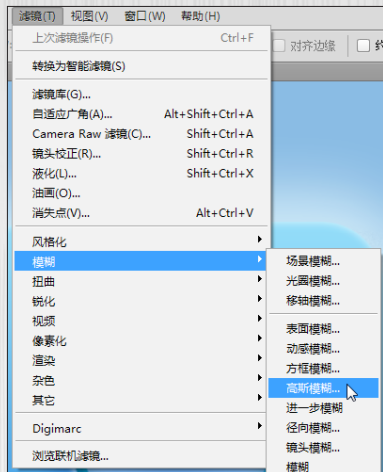 滤镜(T) 视图(V) 窗口(W) 帮助(H)
上次滤镜操作(F) Ctrl+F
对齐边缘
转换为智能滤镜(S)
滤镜库(G)...
自适应广角(A)... Alt+Shift+Ctrl+A
Camera Raw 滤镜(C)... Shift+Ctrl+A
镜头校正(R)... Shift+Ctrl+R
液化(L)... Shift+Ctrl+X
油画(O)...
消失点(V)... Alt+Ctrl+V
风格化
模糊
扭曲
锐化
视频
像素化
渲染
杂色
其它
Digimarc
浏览联机滤镜...
场景模糊...
光圈模糊...
移轴模糊...
表面模糊...
动感模糊...
方框模糊...
高斯模糊...
进一步模糊
径向模糊...
镜头模糊...
模糊